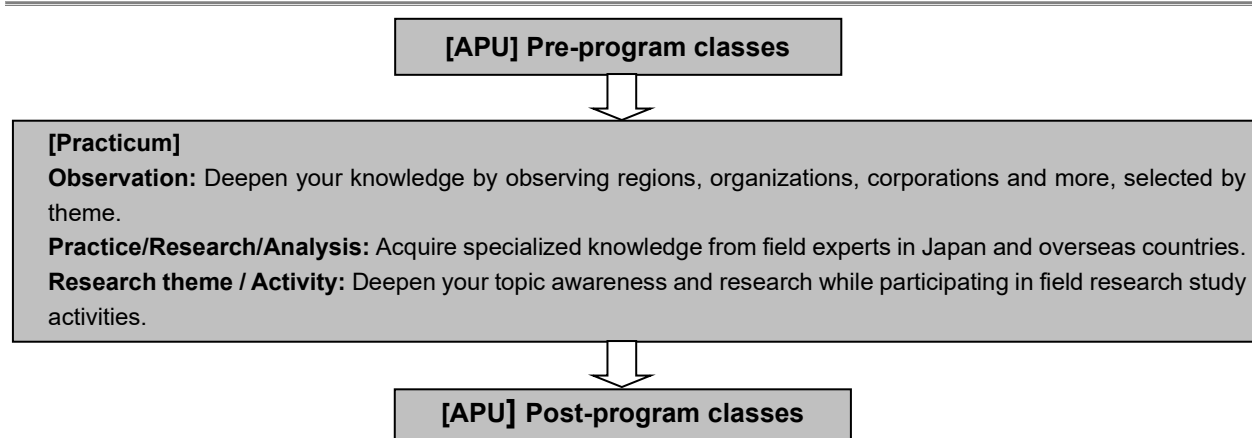 [APU] Pre-program classes
[Practicum]
Observation: Deepen your knowledge by observing regions, organizations, corporations and more, selected by
theme.
Practice/Research/Analysis: Acquire specialized knowledge from field experts in Japan and overseas countries.
Research theme / Activity: Deepen your topic awareness and research while participating in field research study
activities.
[APU] Post-program classes